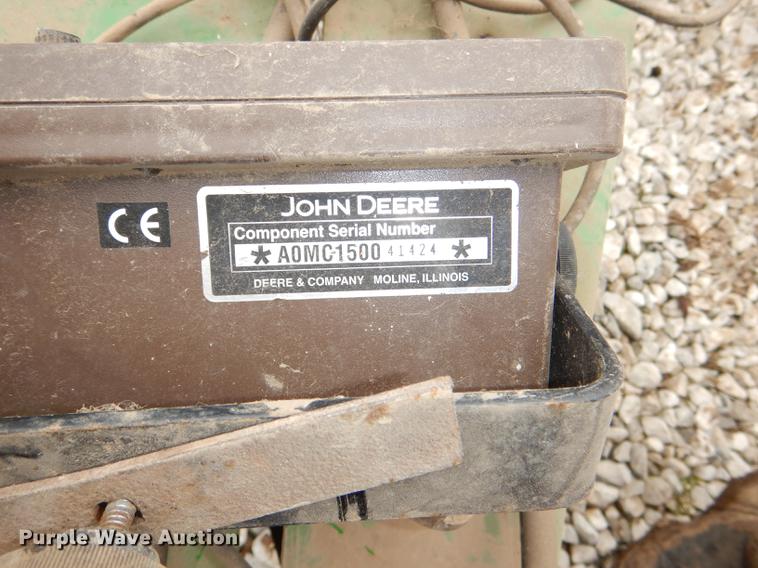 JOHN DEERE
Component Serial Number
* A0MC1500 41424 *
DEERE & COMPANY MOLINE, ILLINOIS
CE
Purple Wave Auction®